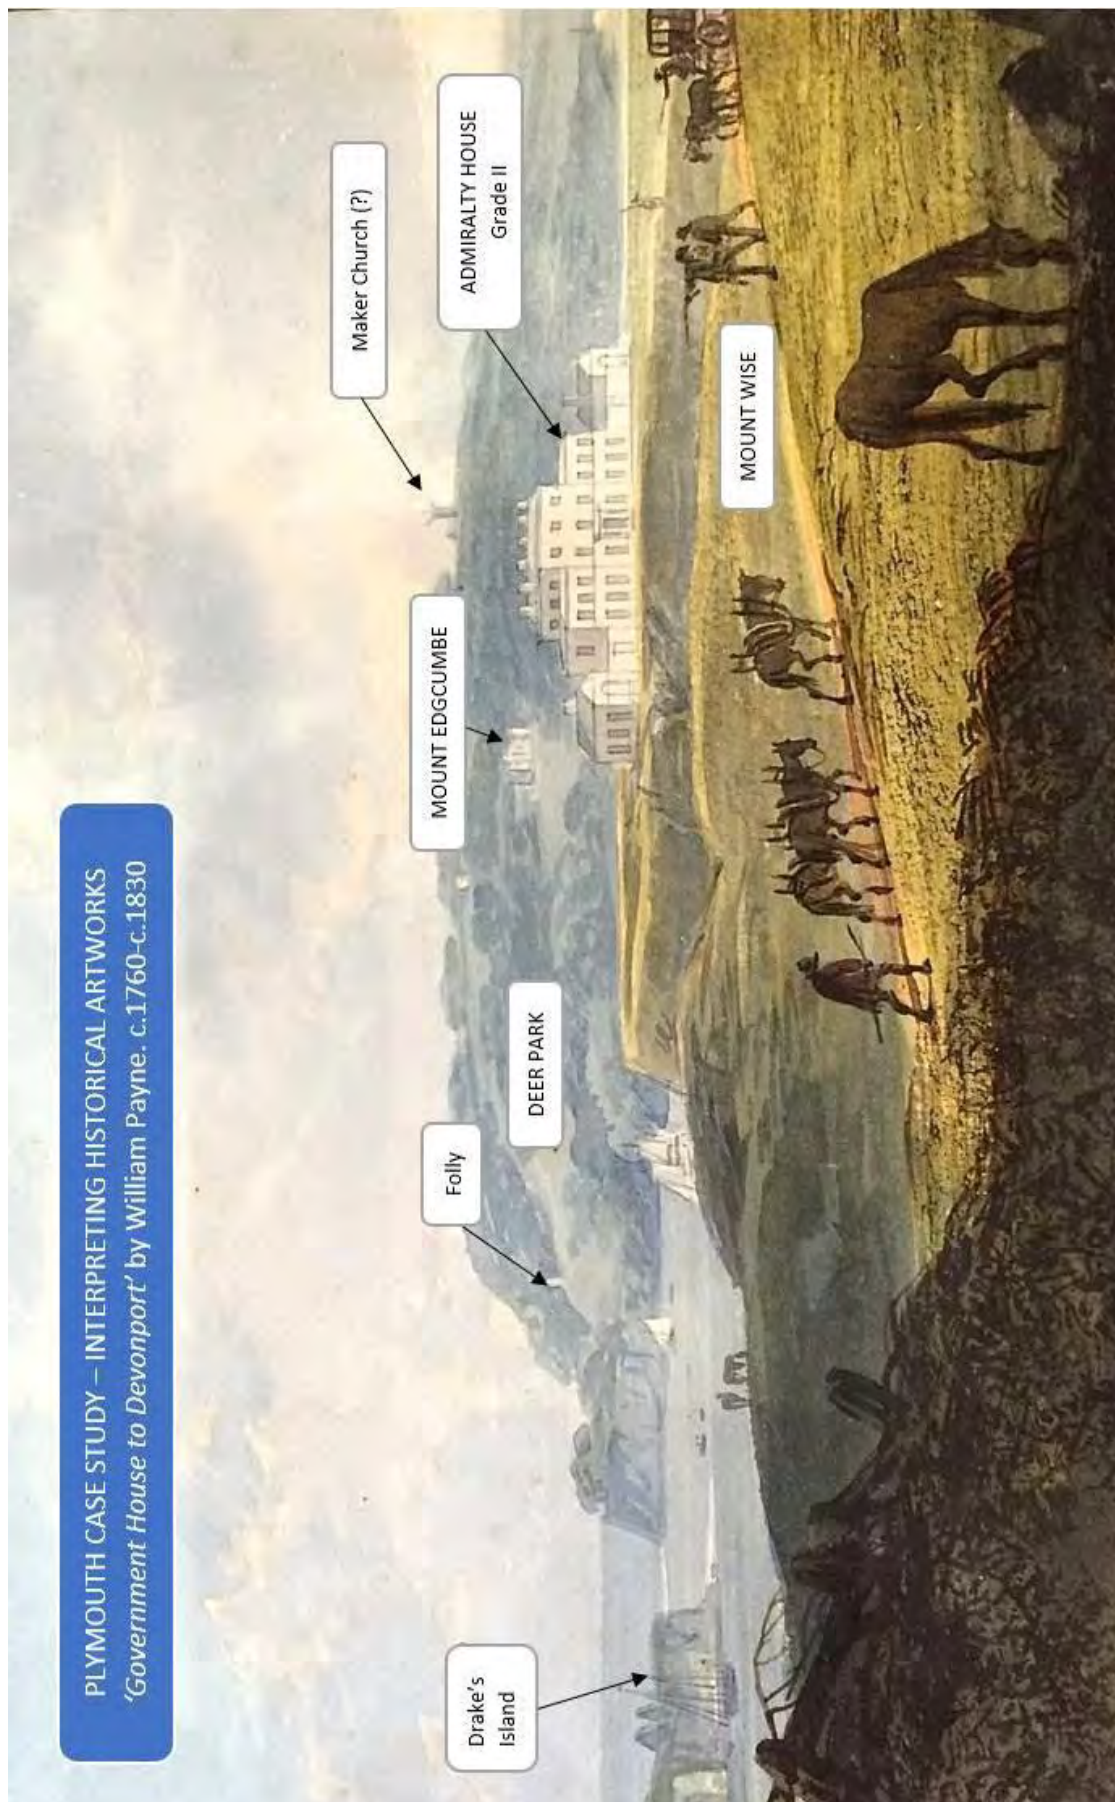 PLYMOUTH CASE STUDY – INTERPRETING HISTORICAL ARTWORKS
'Government House to Devonport' by William Payne. c.1760-c.1830
Maker Church (?)
ADMIRALTY HOUSE
Grade II
MOUNT EDGCUMBE
Folly
DEER PARK
Drake's
Island
MOUNT WISE